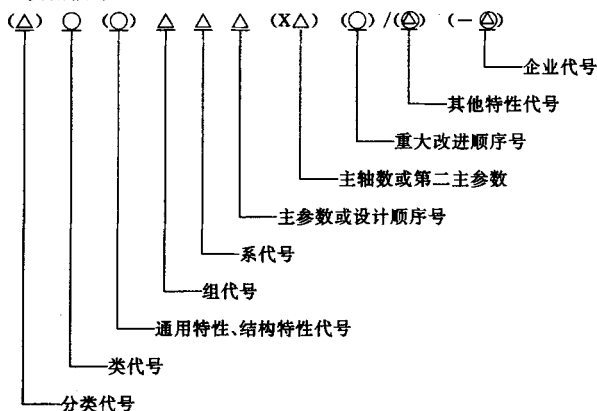 (△) ○ (○) △ △ △ (X△) (○)/(◬) (-◬)
企业代号
其他特性代号
重大改进顺序号
主轴数或第二主参数
主参数或设计顺序号
系代号
组代号
通用特性、结构特性代号
类代号
分类代号